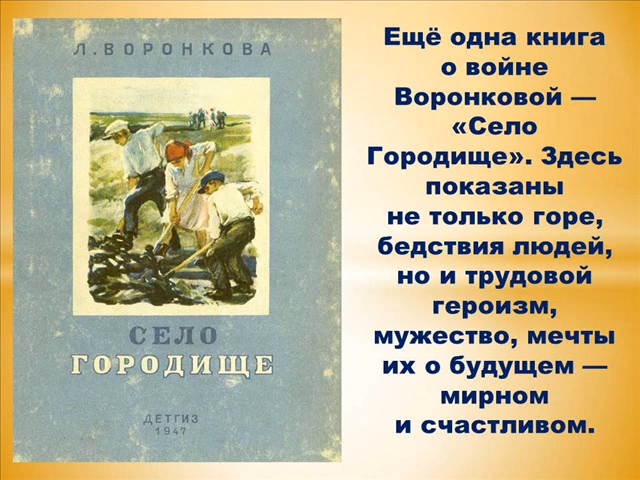 Л. ВОРОНКОВА
СЕЛО
ГОРОДИЩЕ
ДЕТГИЗ
1947
Ещё одна книга
о войне
Воронковой —
«Село
Городище». Здесь
показаны
не только горе,
бедствия людей,
но и трудовой
героизм,
мужество, мечты
их о будущем —
мирном
и счастливом.